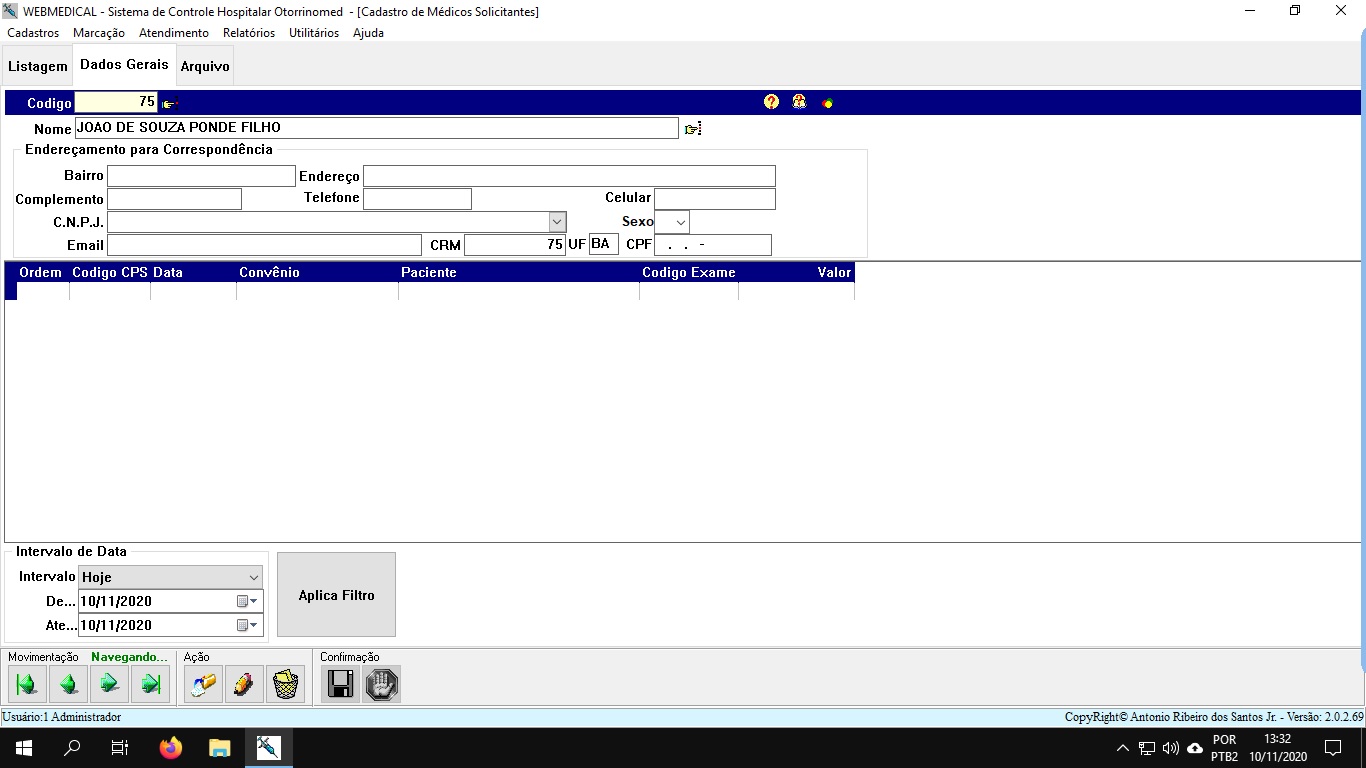 WEBMEDICAL - Sistema de Controle Hospitalar Otorrinomed - [Cadastro de Médicos Solicitantes]
Cadastros Marcação Atendimento Relatórios Utilitários Ajuda
Listagem Dados Gerais Arquivo
Codigo 75
Nome JOAO DE SOUZA PONDE FILHO
Endereçamento para Correspondência
Bairro Endereço
Complemento Telefone Celular
C.N.P.J. Sexo
Email CRM 75 UF BA CPF . . -
Ordem Codigo CPS Data Convênio Paciente Codigo Exame Valor
Intervalo de Data
Intervalo Hoje
De... 10/11/2020
Ate... 10/11/2020
Aplica Filtro
Movimentação Navegando... Ação Confirmação
Usuário:1 Administrador CopyRight© Antonio Ribeiro dos Santos Jr. - Versão: 2.0.2.69
POR 13:32
PTB2 10/11/2020